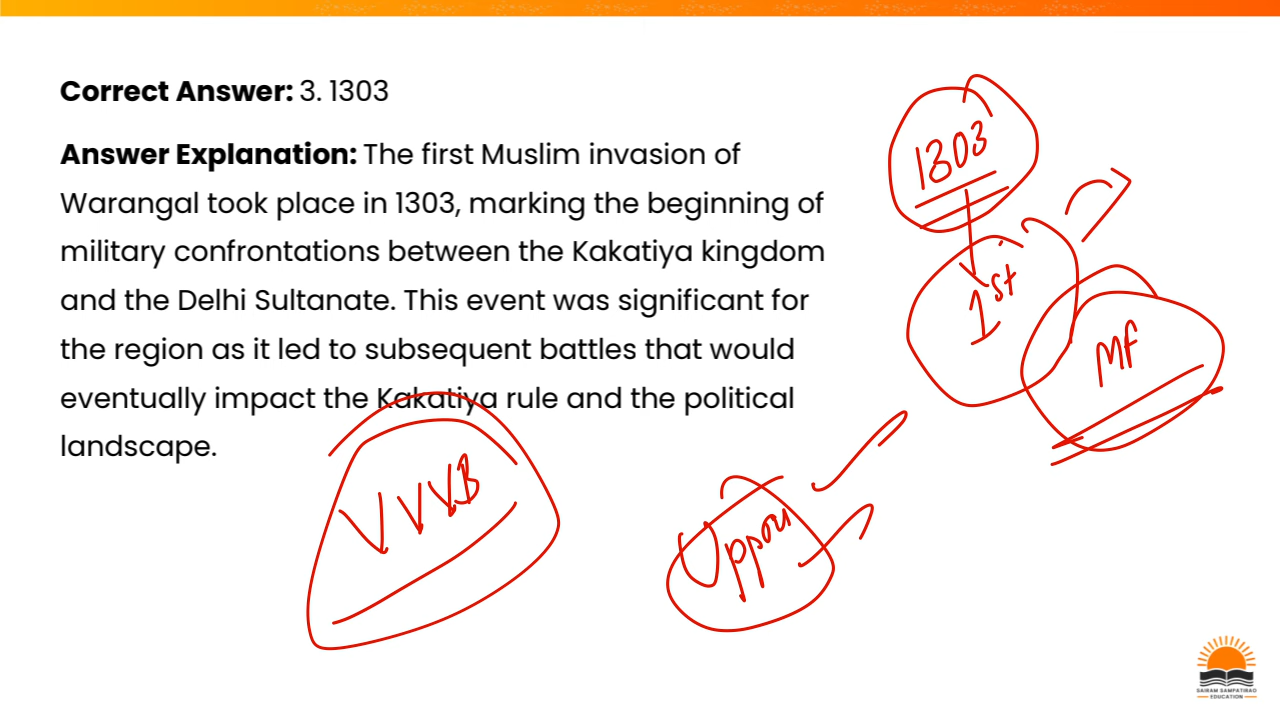 Correct Answer: 3. 1303
Answer Explanation: The first Muslim invasion of
Warangal took place in 1303, marking the beginning of
military confrontations between the Kakatiya kingdom
and the Delhi Sultanate. This event was significant for
the region as it led to subsequent battles that would
eventually impact the Kakatiya rule and the political
landscape.
1303
1st
MF
VVVB
SAIRAM SAMPATIRAO
EDUCATION